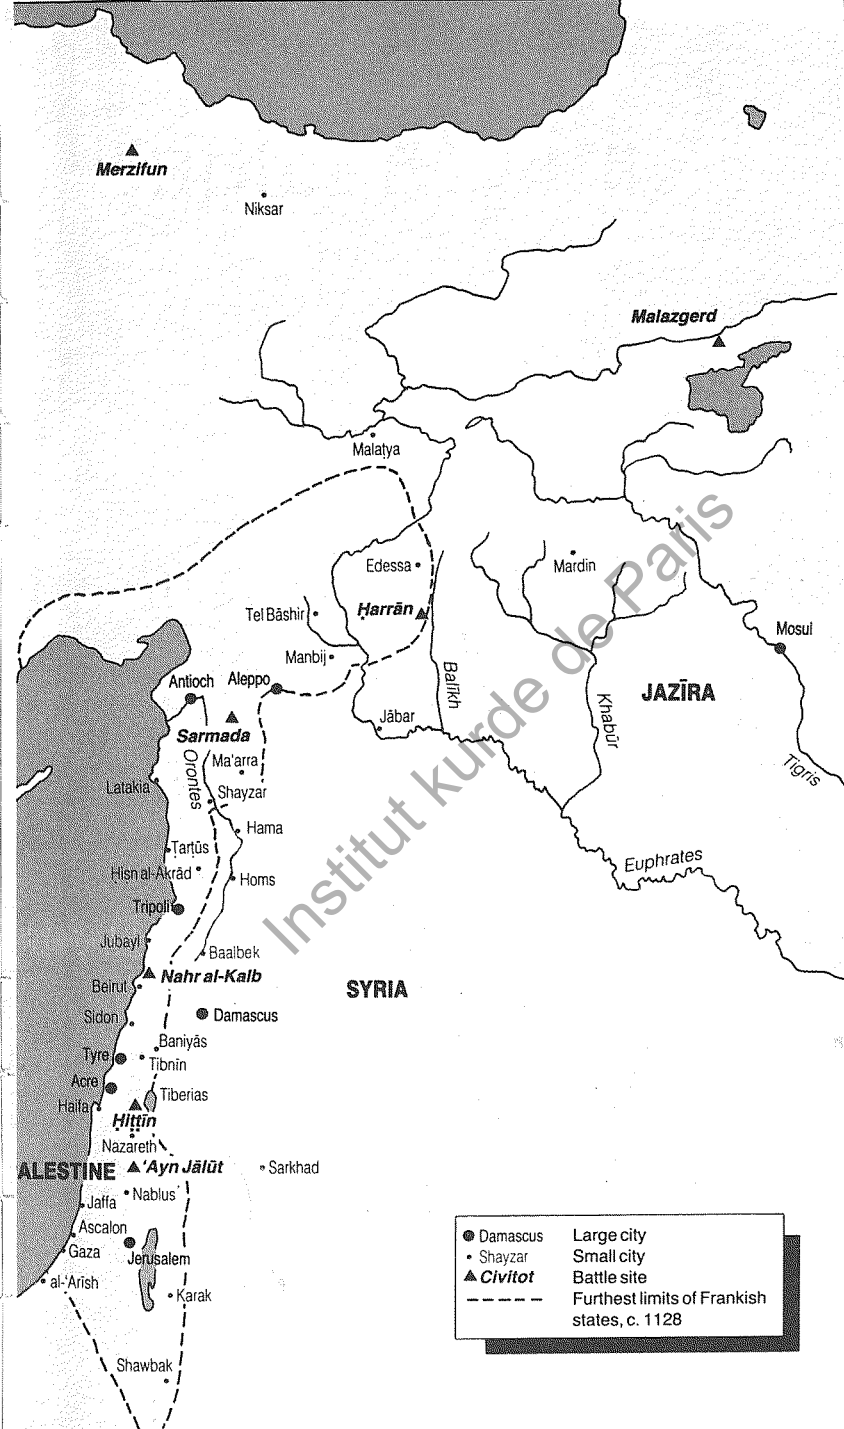 Merzifun
Niksar
Malazgerd
Malaṭya
Edessa
Mardin
Tel Bāshir
Ḥarrān
Manbij
Mosul
Antioch
Aleppo
Balīkh
JAZĪRA
Khabūr
Jābar
Sarmada
Orontes
Ma'arra
Tigris
Latakia
Shayzar
Hama
Ṭarṭūs
Ḥisn al-Akrād
Homs
Euphrates
Tripoli
Jubayl
Baalbek
Nahr al-Kalb
Beirut
SYRIA
Sidon
Damascus
Baniyās
Tyre
Tibnīn
Acre
Tiberias
Haifa
Ḥiṭṭīn
Nazareth
ALESTINE
'Ayn Jālūt
Sarkhad
Nablus
Jaffa
Ascalon
Gaza
Jerusalem
al-'Arish
Karak
Shawbak
Damascus Large city
Shayzar Small city
Civitot Battle site
Furthest limits of Frankish
states, c. 1128
Institut kurde de Paris